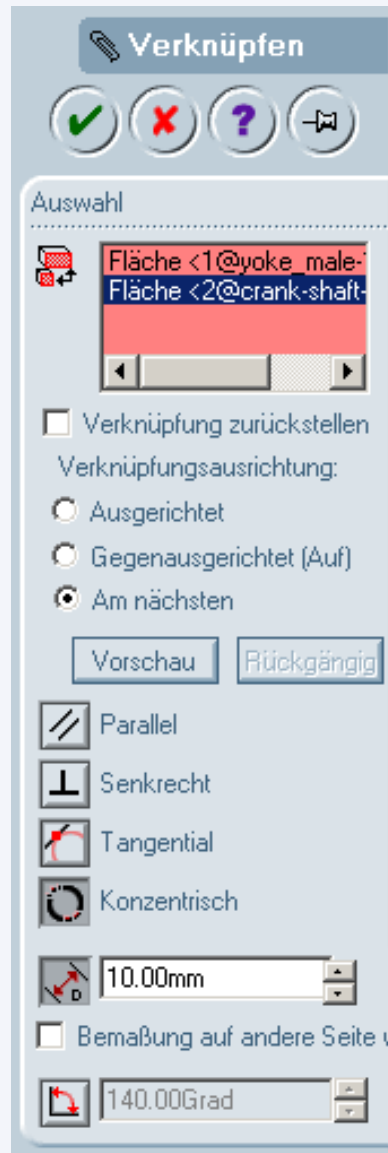 Verknüpfen
Auswahl
Fläche <1@yoke_male-
Fläche <2@crank-shaft-
Verknüpfung zurückstellen
Verknüpfungsausrichtung:
Ausgerichtet
Gegenausgerichtet (Auf)
Am nächsten
Vorschau Rückgängig
Parallel
Senkrecht
Tangential
Konzentrisch
10.00mm
Bemaßung auf andere Seite
140.00Grad